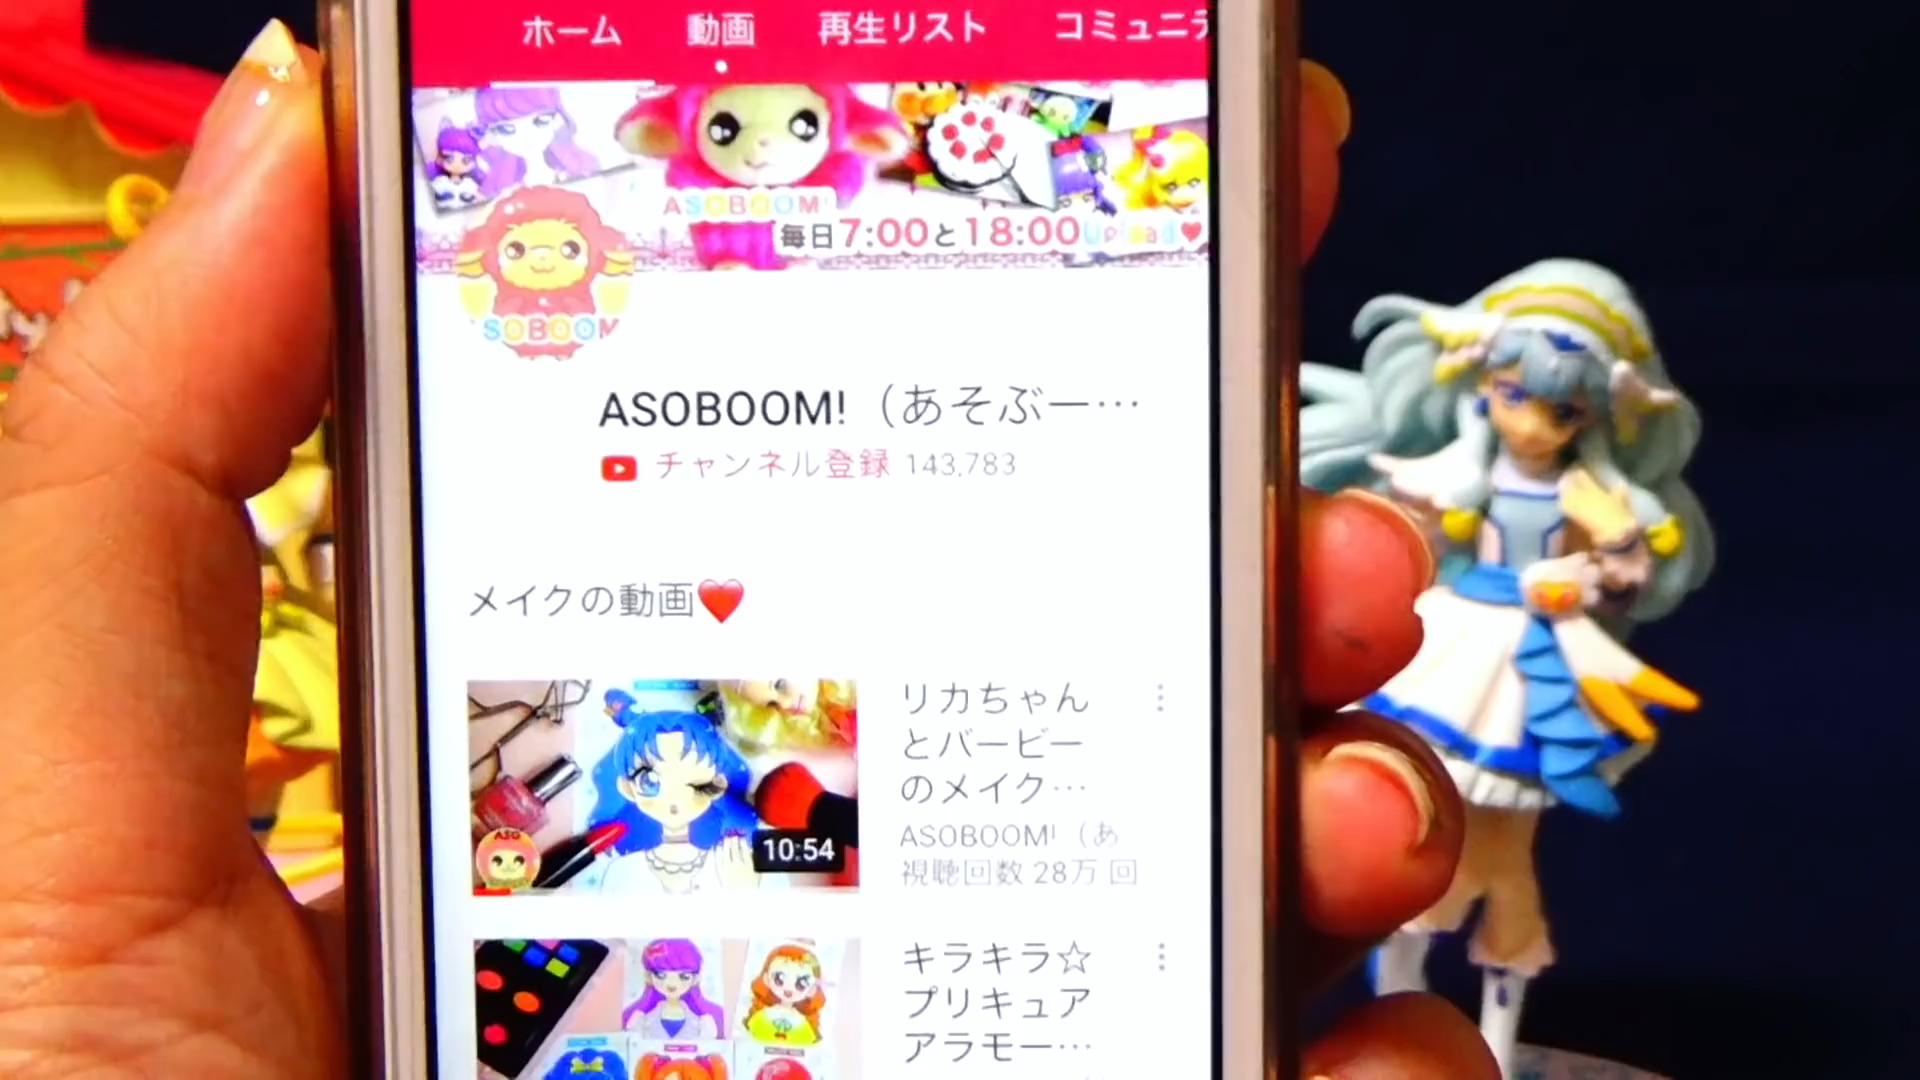 ホーム 動画 再生リスト コミュニテ
ASOBOOM!
毎日7:00と18:00Upload♥
SOBOOM
ASOBOOM!（あそぶー…
チャンネル登録 143,783
メイクの動画❤
リカちゃん
とバービー
のメイク…
ASOBOOM!（あ
視聴回数 28万 回
ASO
10:54
キラキラ☆
プリキュア
アラモー…